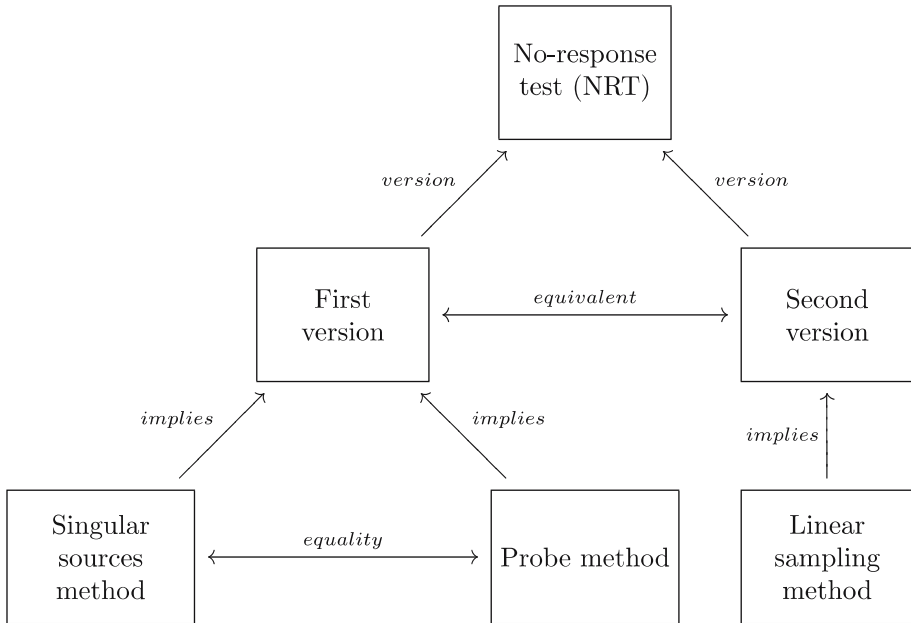 No-response
test (NRT)
version
version
First
version
equivalent
Second
version
implies
implies
implies
Singular
sources
method
equality
Probe method
Linear
sampling
method